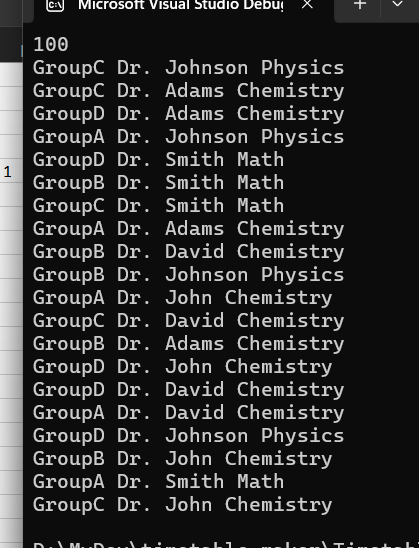 Microsoft Visual Studio Debu
100
GroupC Dr. Johnson Physics
GroupC Dr. Adams Chemistry
GroupD Dr. Adams Chemistry
GroupA Dr. Johnson Physics
GroupD Dr. Smith Math
1
GroupB Dr. Smith Math
GroupC Dr. Smith Math
GroupA Dr. Adams Chemistry
GroupB Dr. David Chemistry
GroupB Dr. Johnson Physics
GroupA Dr. John Chemistry
GroupC Dr. David Chemistry
GroupB Dr. Adams Chemistry
GroupD Dr. John Chemistry
GroupD Dr. David Chemistry
GroupA Dr. David Chemistry
GroupD Dr. Johnson Physics
GroupB Dr. John Chemistry
GroupA Dr. Smith Math
GroupC Dr. John Chemistry